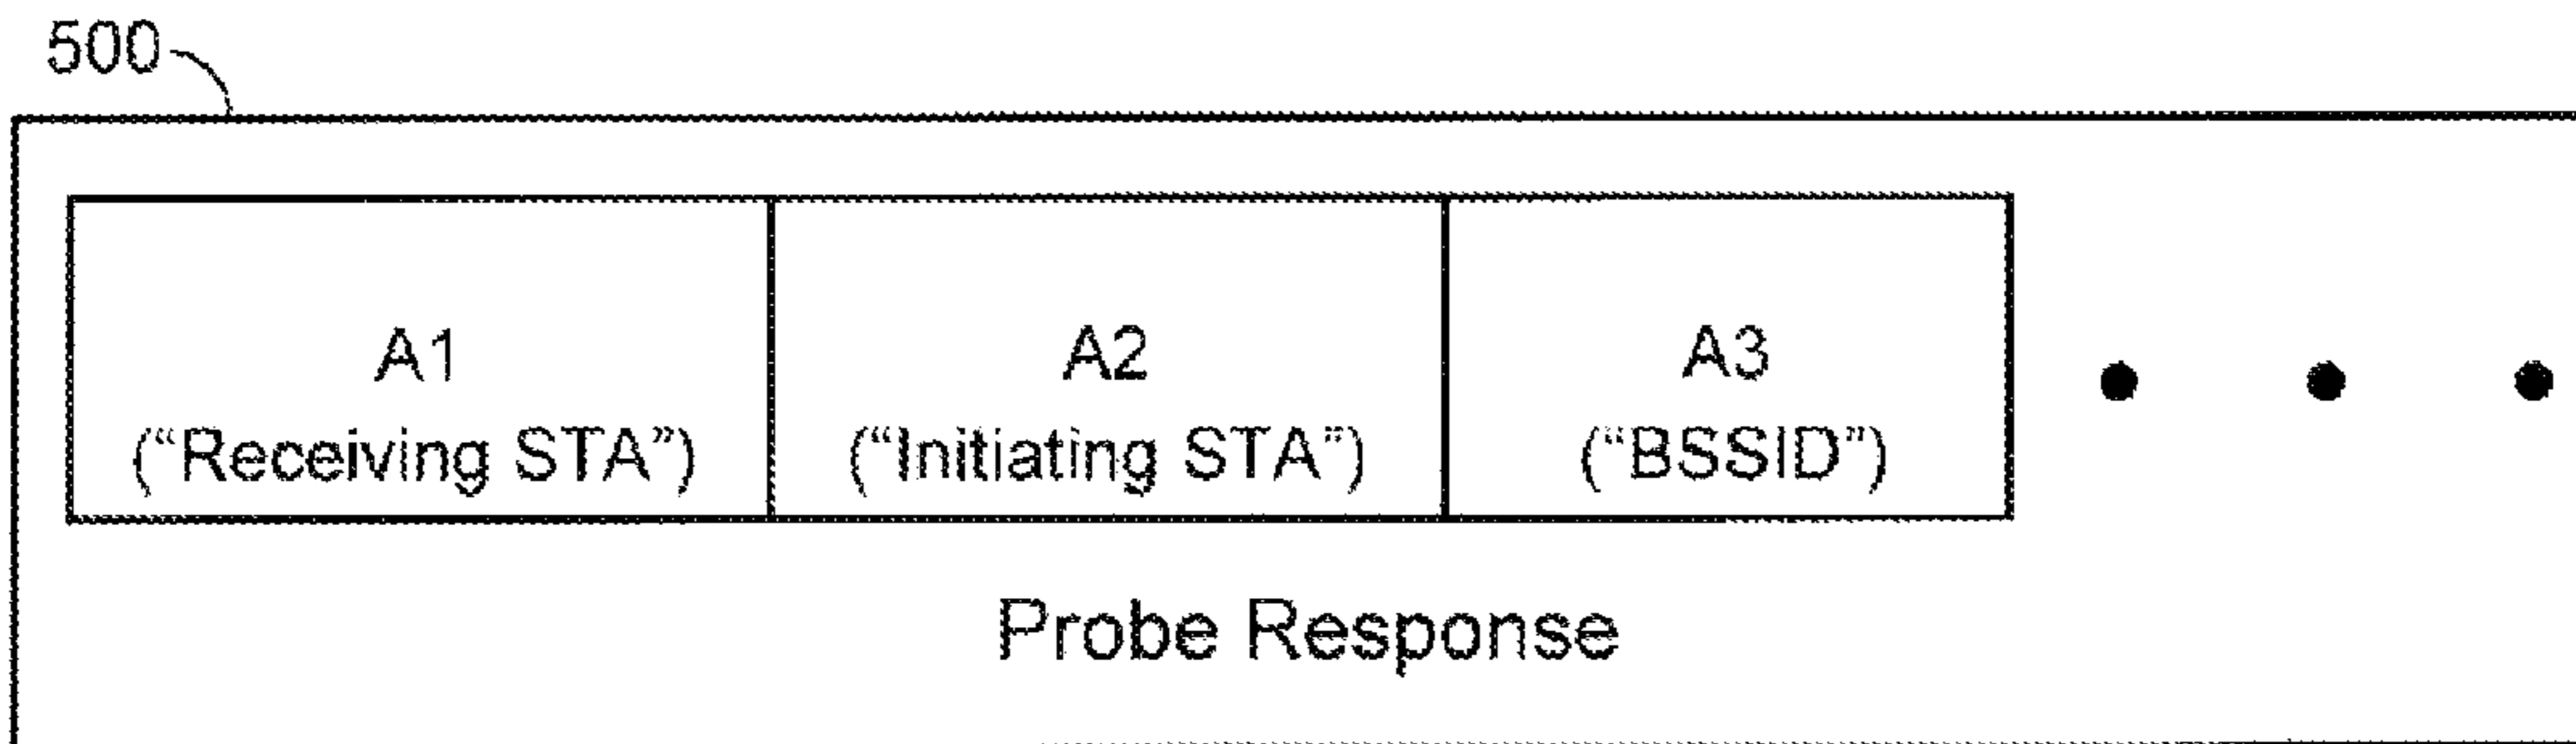 500
A1
("Receiving STA")
A2
("Initiating STA")
A3
("BSSID")
Probe Response